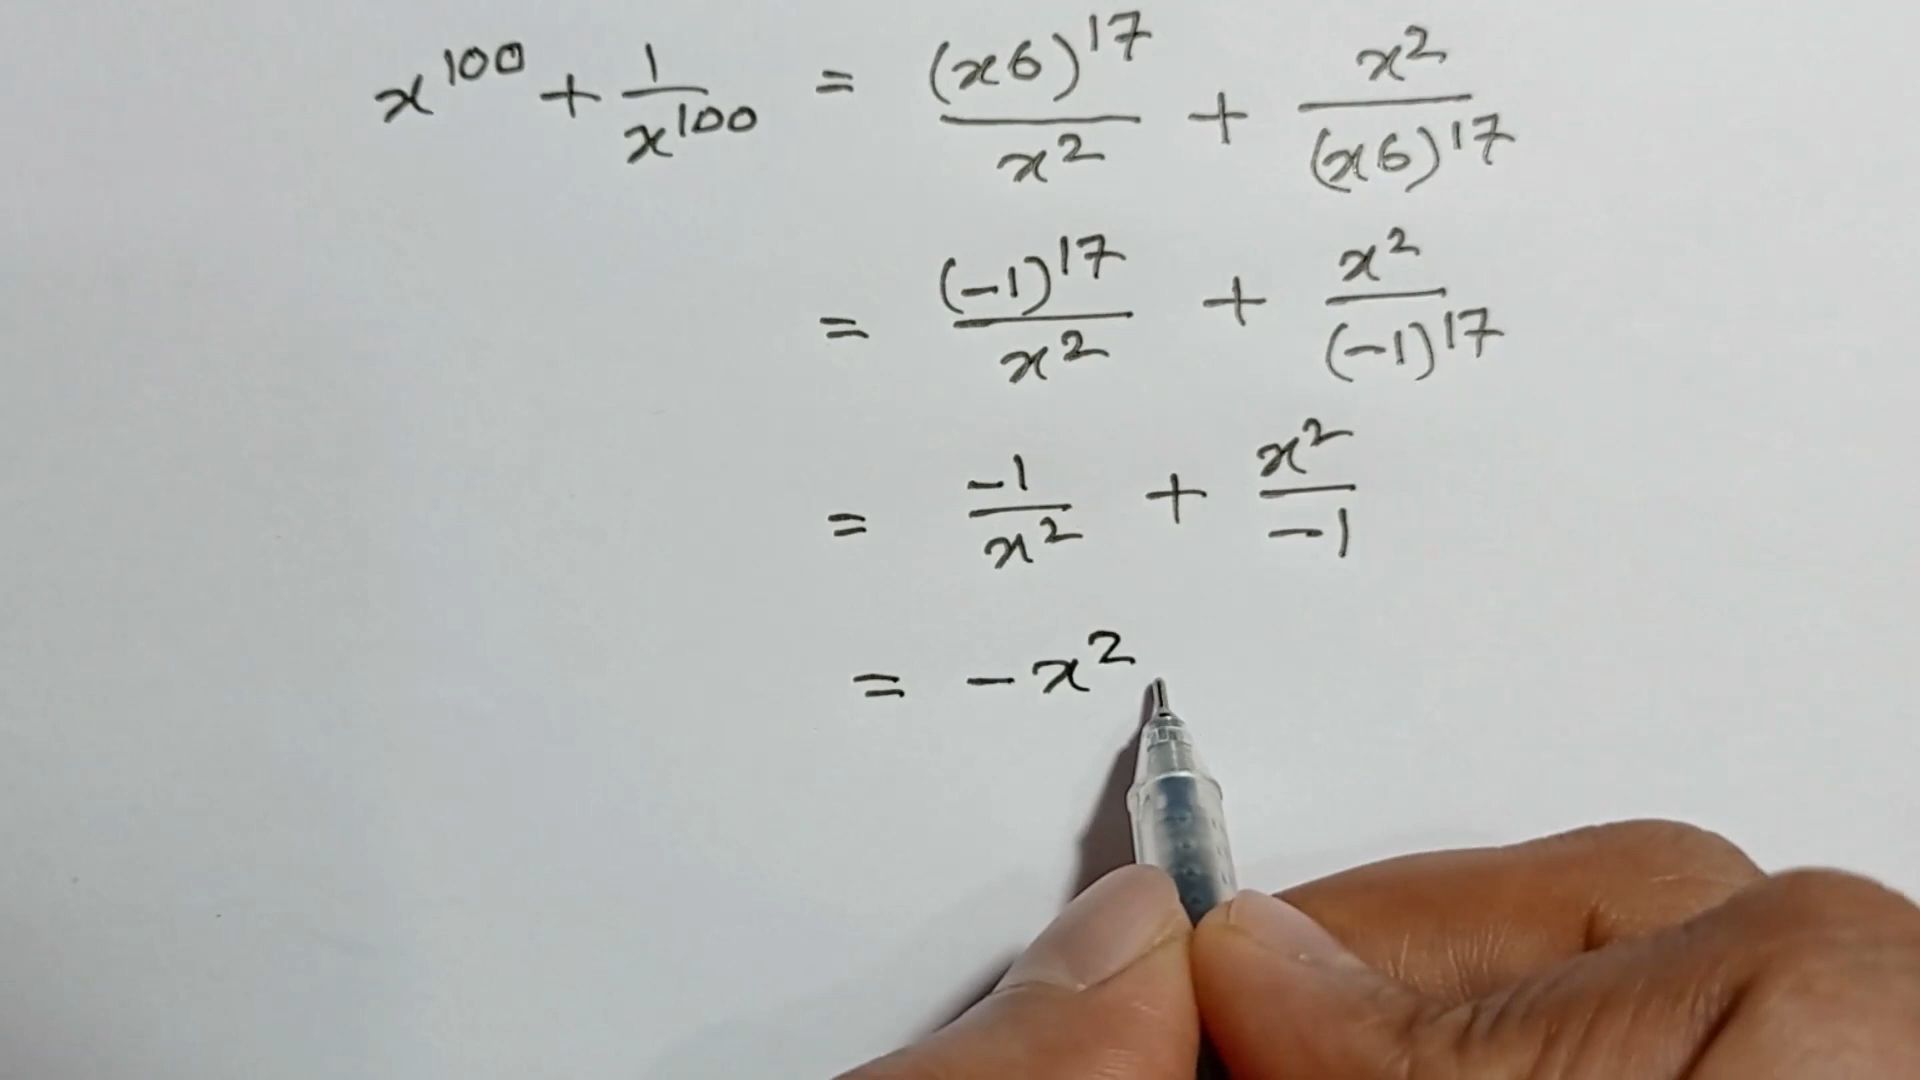 x^100 + 1/x^100 = (x6)^17/x^2 + x^2/(x6)^17
= (-1)^17/x^2 + x^2/(-1)^17
= -1/x^2 + x^2/-1
= -x^2